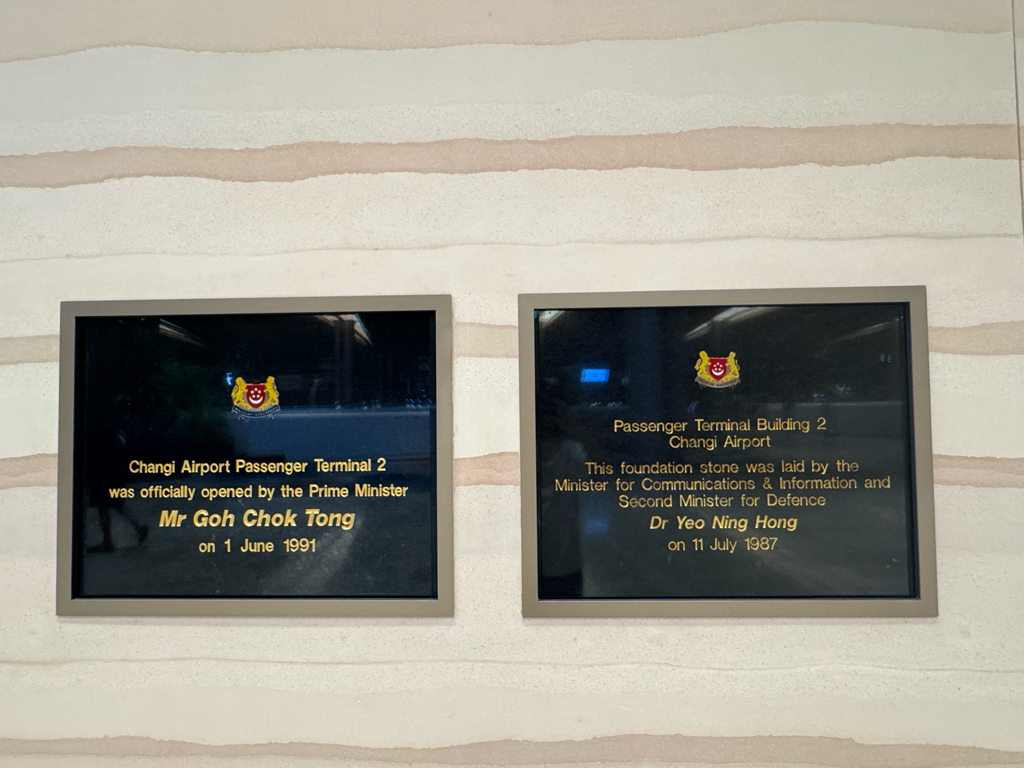 Changi Airport Passenger Terminal 2
was officially opened by the Prime Minister
Mr Goh Chok Tong
on 1 June 1991
Passenger Terminal Building 2
Changi Airport
This foundation stone was laid by the
Minister for Communications & Information and
Second Minister for Defence
Dr Yeo Ning Hong
on 11 July 1987